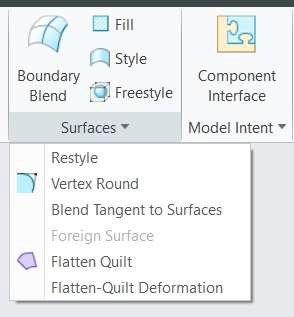 Boundary
Blend
Fill
Style
Freestyle
Component
Interface
Surfaces
Model Intent
Restyle
Vertex Round
Blend Tangent to Surfaces
Foreign Surface
Flatten Quilt
Flatten-Quilt Deformation